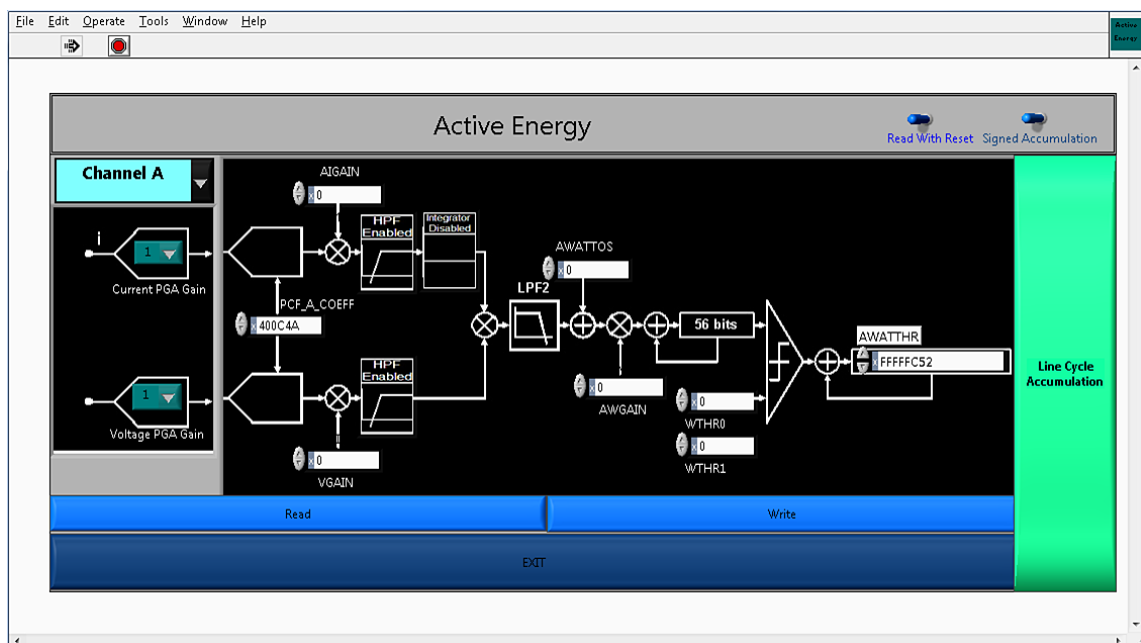 File Edit Operate Tools Window Help
Active
Energy
Active Energy
Read With Reset Signed Accumulation
Channel A
AIGAIN
x 0
HPF
Enabled
Integrator
Disabled
i
1
Current PGA Gain
AWATTOS
x 0
LPF2
PCF_A_COEFF
x 400C4A
56 bits
AWATTHR
x FFFFFC52
Line Cycle
Accumulation
HPF
Enabled
x 0
AWGAIN
x 0
WTHR0
1
Voltage PGA Gain
x 0
WTHR1
x 0
VGAIN
Read
Write
EXIT